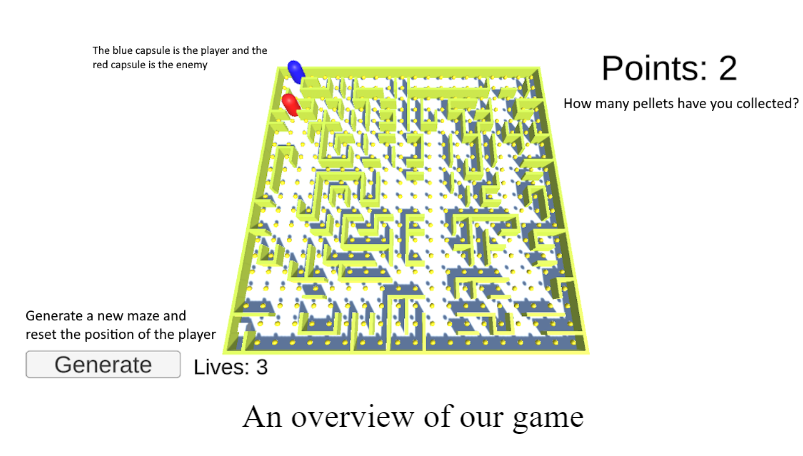 The blue capsule is the player and the
red capsule is the enemy
Points: 2
How many pellets have you collected?
Generate a new maze and
reset the position of the player
Generate
Lives: 3
An overview of our game